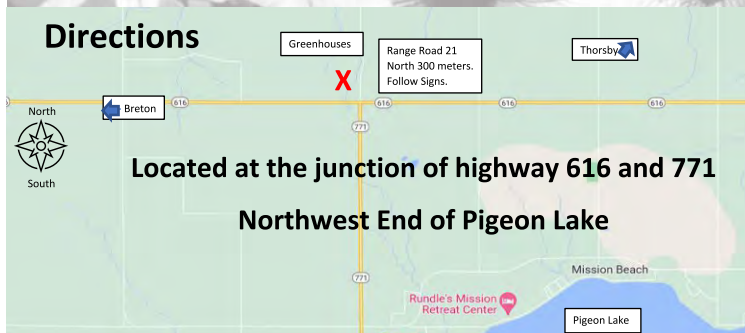 Directions
Greenhouses
Range Road 21
North 300 meters.
Follow Signs.
Thorsby
616
Breton
616
616
616
North
South
771
Located at the junction of highway 616 and 771
Northwest End of Pigeon Lake
Mission Beach
771
Rundle's Mission
Retreat Center
Pigeon Lake
X